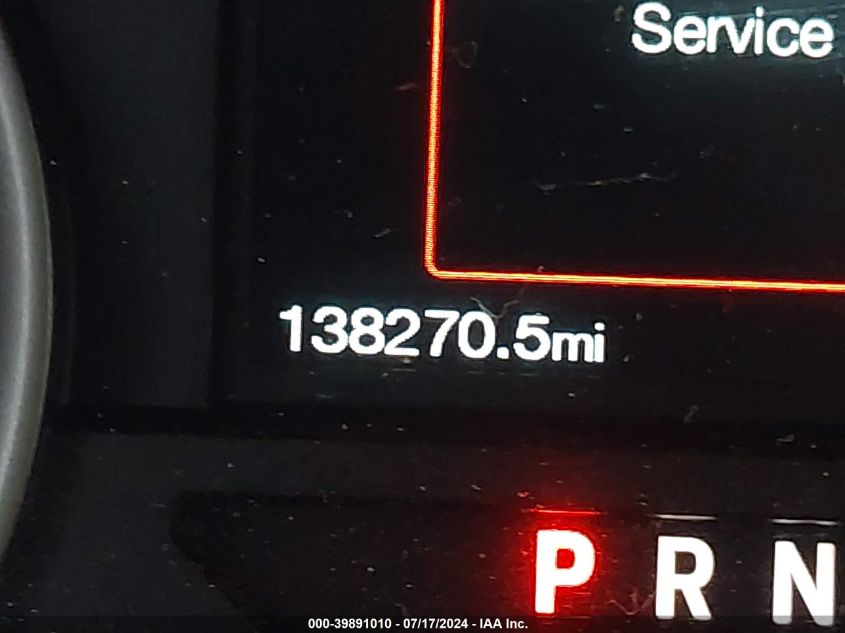 Service
138270.5mi
P R N
000-39891010 - 07/17/2024 - IAA Inc.